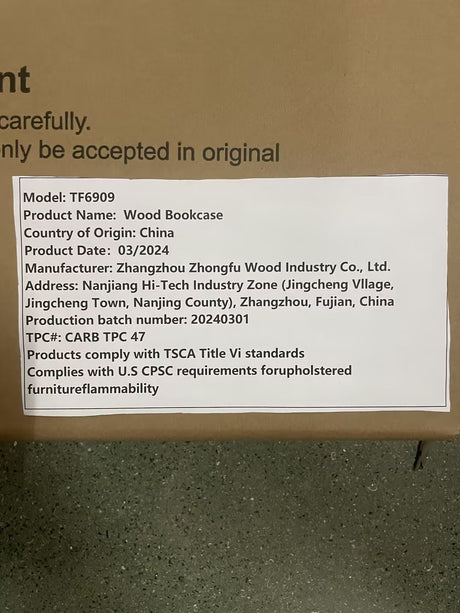 nt
carefully.
only be accepted in original
Model: TF6909
Product Name: Wood Bookcase
Country of Origin: China
Product Date: 03/2024
Manufacturer: Zhangzhou Zhongfu Wood Industry Co., Ltd.
Address: Nanjiang Hi-Tech Industry Zone (Jingcheng Vllage,
Jingcheng Town, Nanjing County), Zhangzhou, Fujian, China
Production batch number: 20240301
TPC#: CARB TPC 47
Products comply with TSCA Title Vi standards
Complies with U.S CPSC requirements forupholstered
furnitureflammability